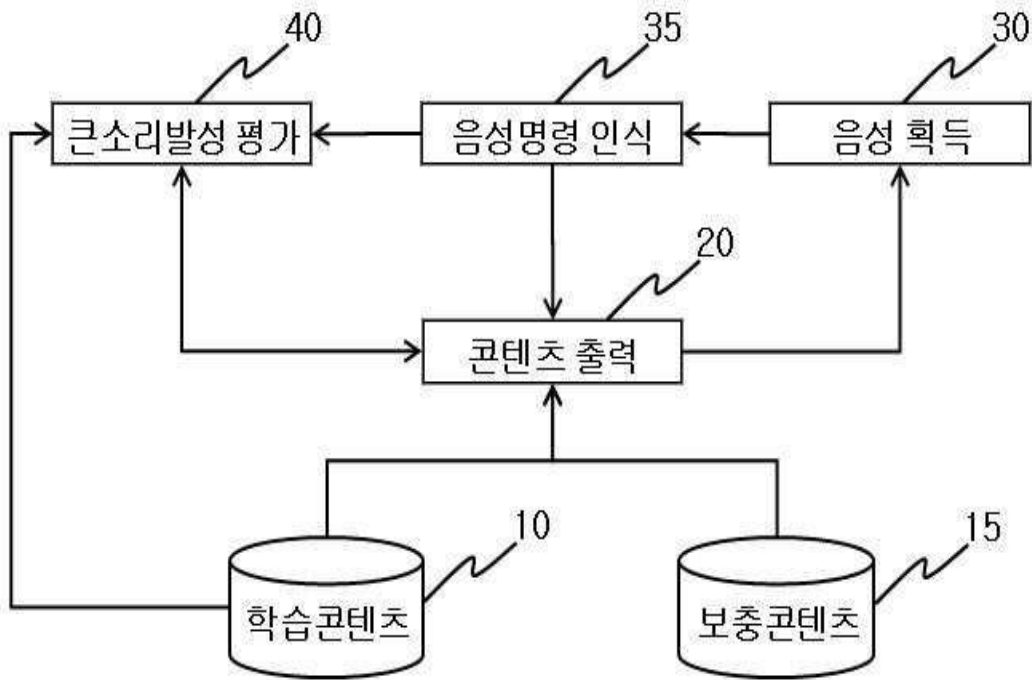 40
35
30
큰소리발성 평가
음성명령 인식
음성 획득
20
콘텐츠 출력
10
15
학습콘텐츠
보충콘텐츠